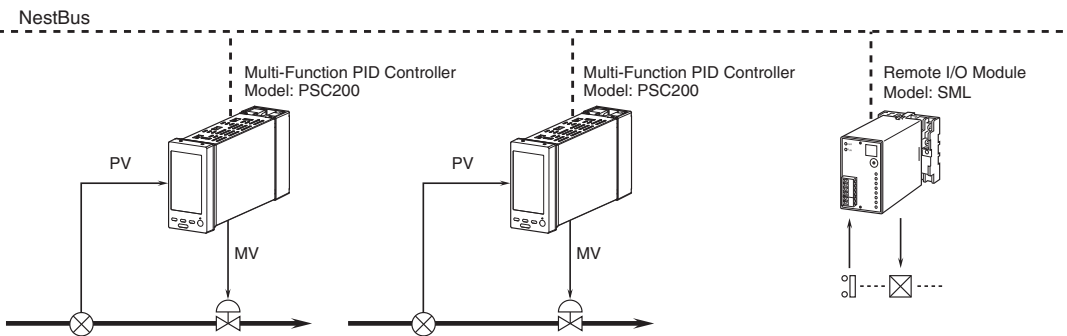 NestBus
Multi-Function PID Controller
Model: PSC200
Multi-Function PID Controller
Model: PSC200
Remote I/O Module
Model: SML
PV
PV
MV
MV